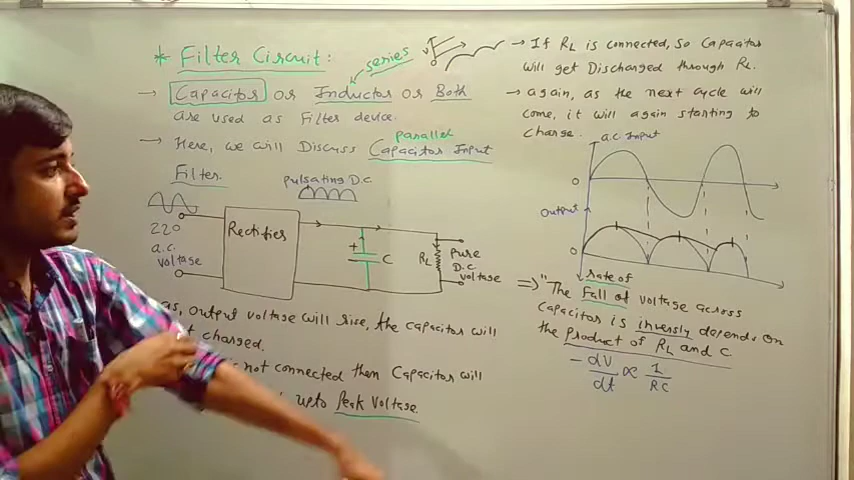 * Filter Circuit:
series
→ Capacitor or Inductor or Both
are used as Filter device.
→ Here, we will Discuss Capacitor Input
parallel
Filter.
pulsating D.C
220
a.c.
voltage
Rectifier
+
C
RL
Pure
D.C
voltage
as, output voltage will rise, the capacitor will
charged.
not connected then Capacitor will
upto Peak Voltage.
V
→ If RL is connected, so Capacitor
will get Discharged through RL.
→ again, as the next cycle will
come, it will again starting to
charge.
a.c. Input
0
output
0
rate of
⇒ "The Fall of voltage across
Capacitor is inversly depends on
the product of RL and C.
- dV/dt ∝ 1/RC